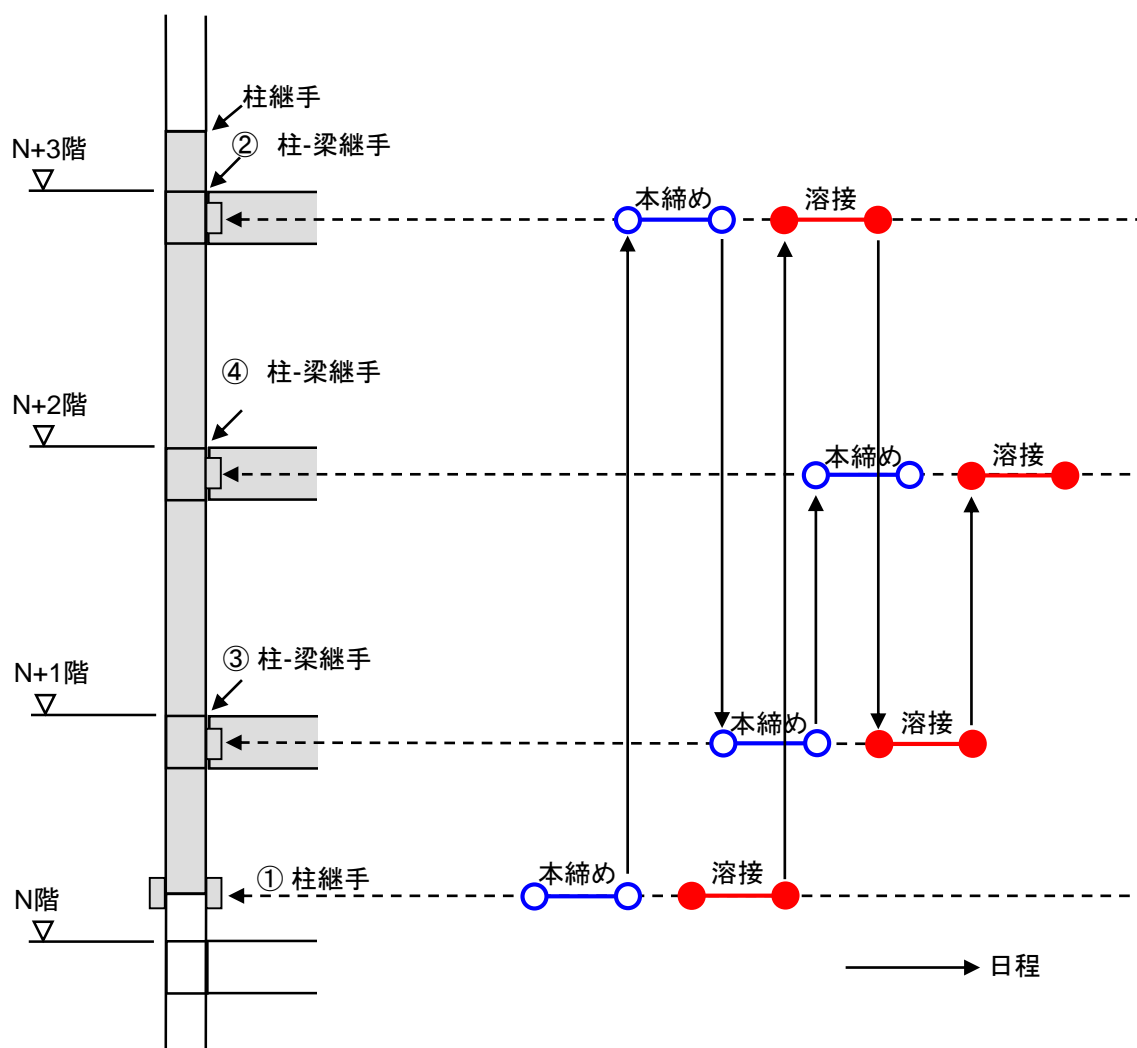 柱継手
② 柱-梁継手
N+3階
本締め 溶接
④ 柱-梁継手
N+2階
本締め 溶接
③ 柱-梁継手
N+1階
本締め 溶接
① 柱継手
本締め 溶接
N階
日程